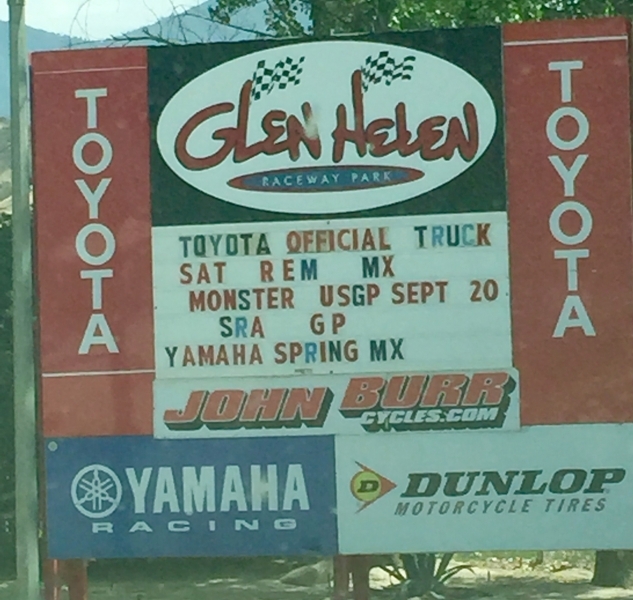 TOYOTA
GLEN HELEN
RACEWAY PARK
TOYOTA
TOYOTA OFFICIAL TRUCK
SAT REM MX
MONSTER USGP SEPT 20
SRA GP
YAMAHA SPRING MX
JOHN BURR
CYCLES.COM
YAMAHA
RACING
D DUNLOP
MOTORCYCLE TIRES